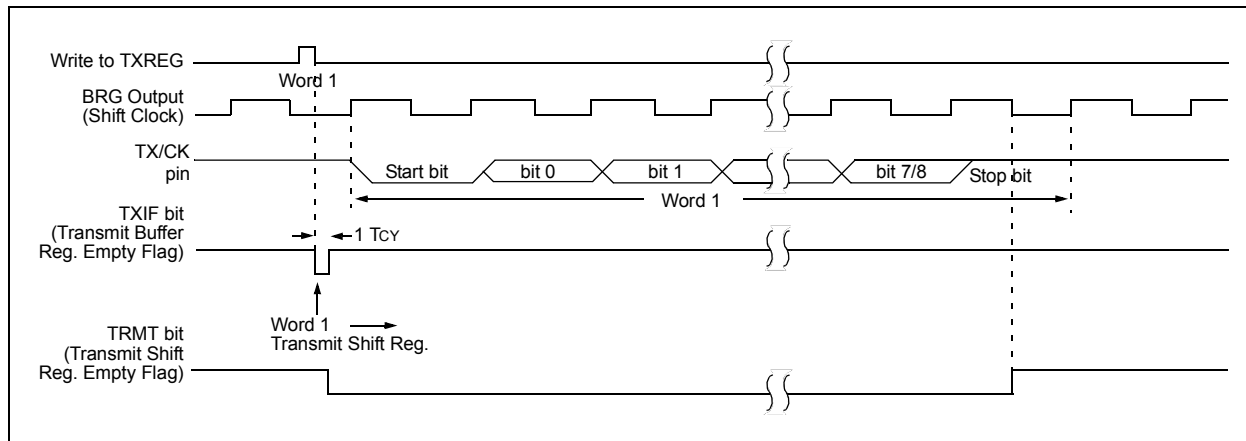 Write to TXREG
Word 1
BRG Output
(Shift Clock)
TX/CK
pin
Start bit
bit 0
bit 1
bit 7/8
Stop bit
Word 1
TXIF bit
(Transmit Buffer
Reg. Empty Flag)
1 TCY
Word 1
Transmit Shift Reg.
TRMT bit
(Transmit Shift
Reg. Empty Flag)